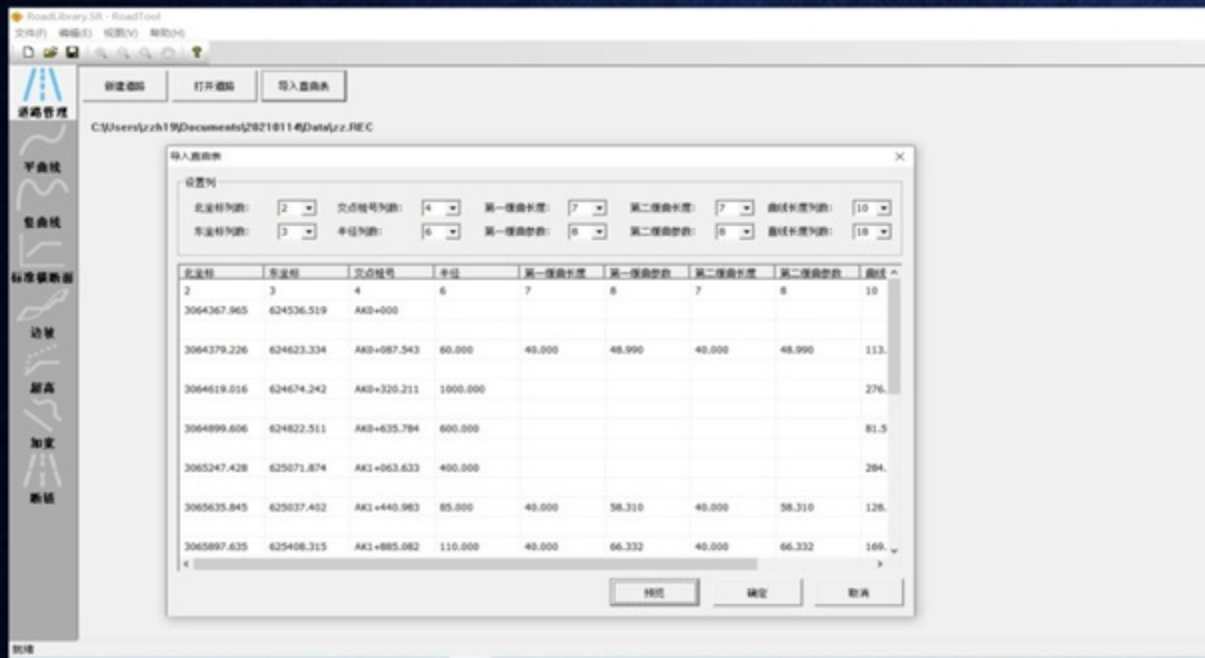 RoadLibrary.SR - RoadTool
文件(F) 编辑(E) 视图(V) 帮助(H)
新建道路 打开道路 导入直曲表
道路管理
C:\Users\zzh19\Documents\20210114\Data\zz.REC
平曲线
竖曲线
标准横断面
边坡
超高
加宽
断链
导入直曲表
设置列
北坐标列数: 2 交点桩号列数: 4 第一缓曲长度: 7 第二缓曲长度: 7 曲线长度列数: 10
东坐标列数: 3 半径列数: 6 第一缓曲参数: 8 第二缓曲参数: 8 直线长度列数: 18
北坐标 东坐标 交点桩号 半径 第一缓曲长度 第一缓曲参数 第二缓曲长度 第二缓曲参数 曲线
2 3 4 6 7 8 7 8 10
3064367.965 624536.519 AK0+000
3064379.226 624623.334 AK0+087.543 60.000 40.000 48.990 40.000 48.990 113.
3064619.016 624674.242 AK0+320.211 1000.000 276.
3064899.606 624822.511 AK0+635.784 600.000 81.5
3065247.428 625071.874 AK1+063.633 400.000 284.
3065635.845 625037.402 AK1+440.983 85.000 40.000 58.310 40.000 58.310 128.
3065897.635 625408.315 AK1+885.082 110.000 40.000 66.332 40.000 66.332 169.
预览 确定 取消
就绪